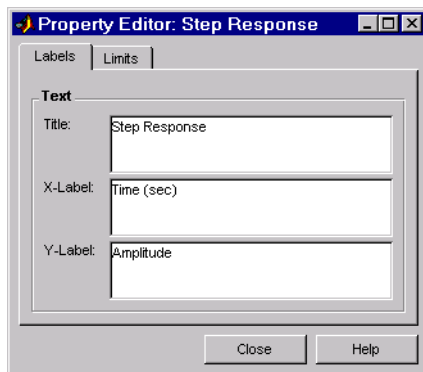 Property Editor: Step Response
Labels
Limits
Text
Title:
Step Response
X-Label:
Time (sec)
Y-Label:
Amplitude
Close
Help